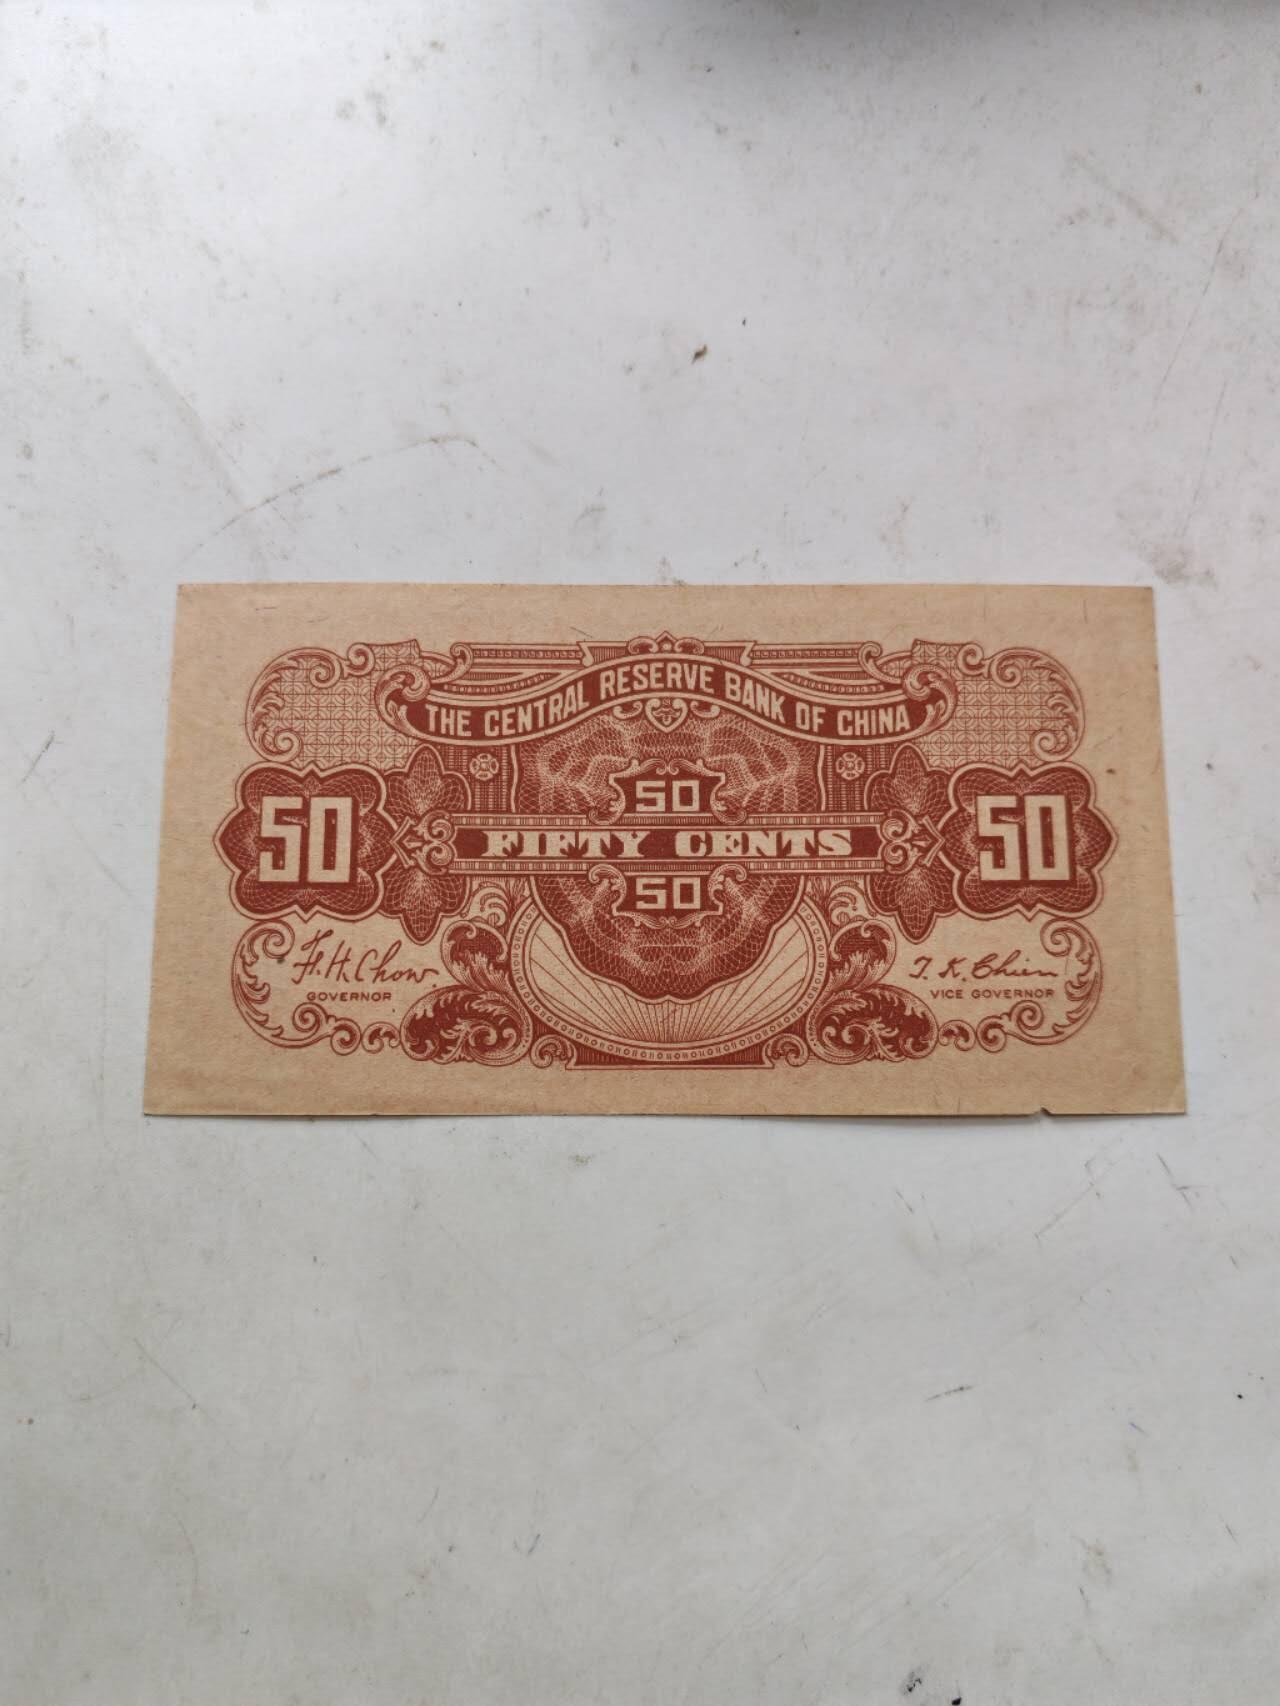 THE CENTRAL RESERVE BANK OF CHINA
50
50 FIFTY CENTS 50
50
F. H. Chow. T. K. Chien
GOVERNOR VICE GOVERNOR